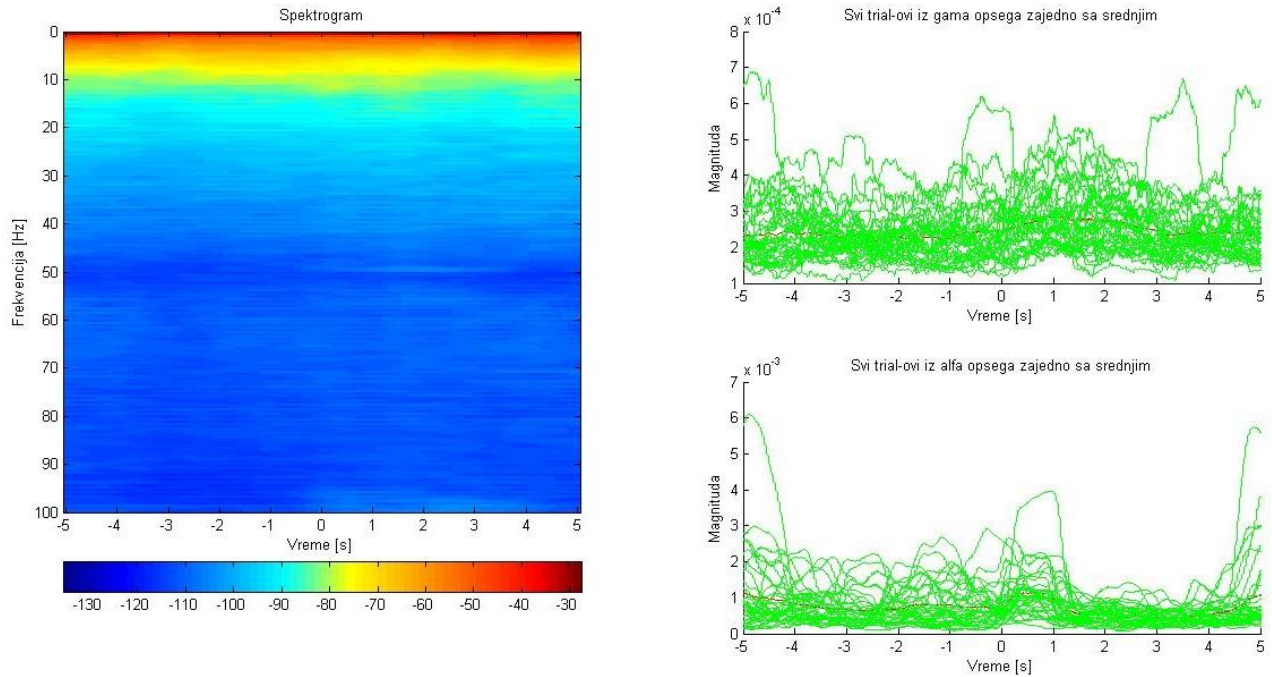 Spektrogram
0
10
20
30
40
50
60
70
80
90
100
Frekvencija [Hz]
-5 -4 -3 -2 -1 0 1 2 3 4 5
Vreme [s]
-130 -120 -110 -100 -90 -80 -70 -60 -50 -40 -30
Svi trial-ovi iz gama opsega zajedno sa srednjim
x 10-4
8
7
6
5
4
3
2
1
Magnituda
-5 -4 -3 -2 -1 0 1 2 3 4 5
Vreme [s]
Svi trial-ovi iz alfa opsega zajedno sa srednjim
x 10-3
7
6
5
4
3
2
1
0
Magnituda
-5 -4 -3 -2 -1 0 1 2 3 4 5
Vreme [s]